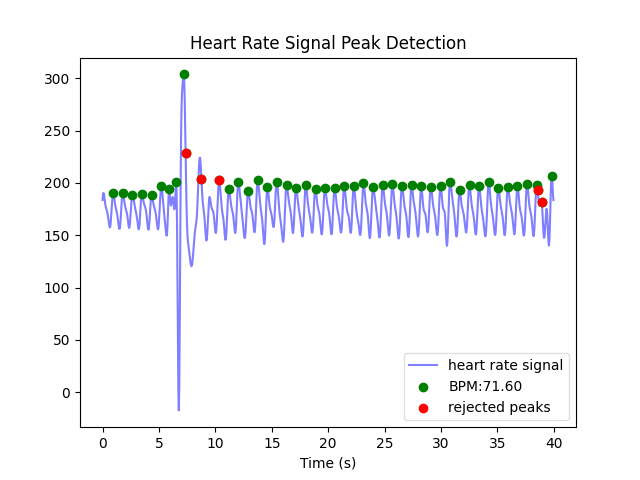 Heart Rate Signal Peak Detection
300
250
200
150
100
50
0
0 5 10 15 20 25 30 35 40
Time (s)
heart rate signal
BPM:71.60
rejected peaks